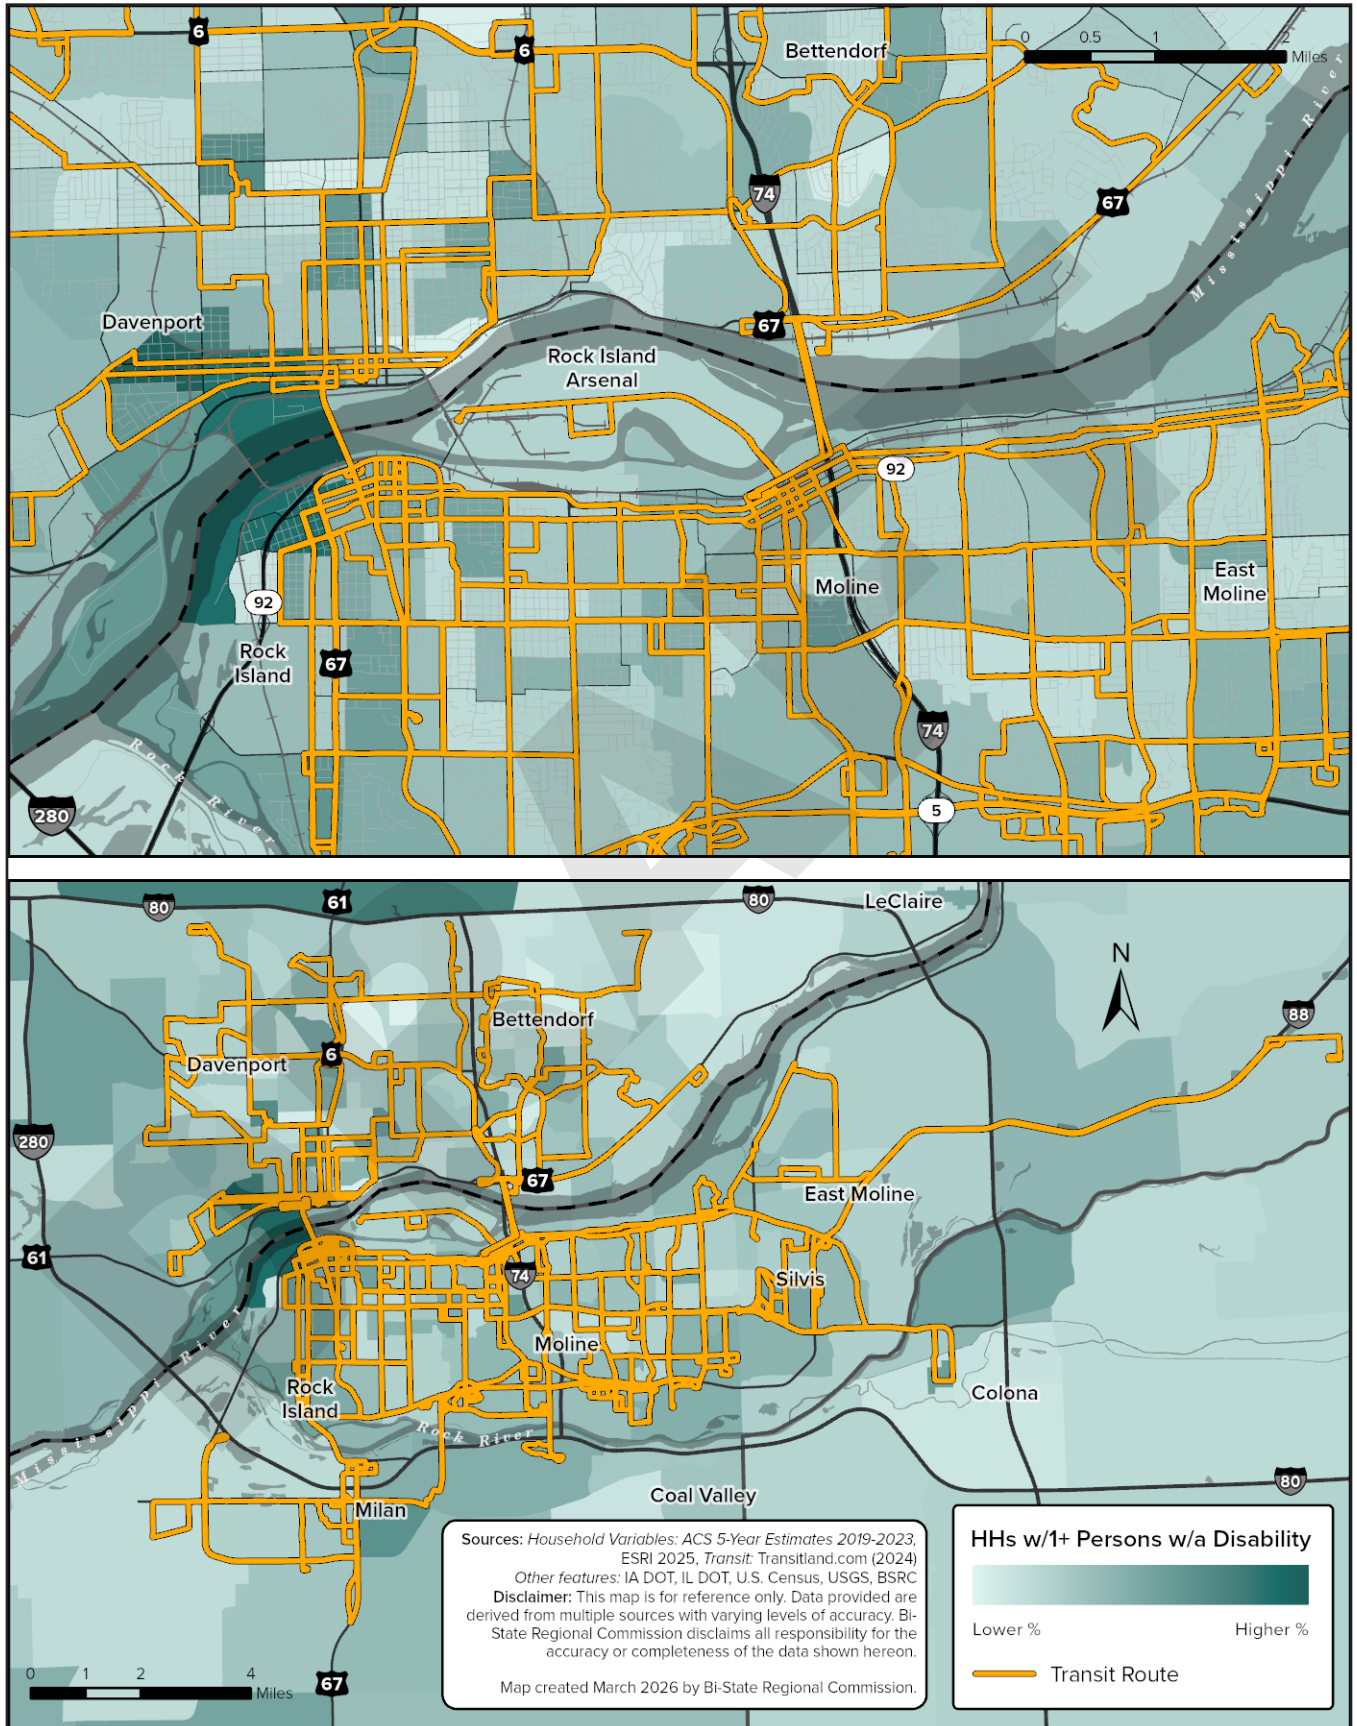 6
6
Bettendorf
0 0.5 1 2
Miles
Mississippi River
74
67
Davenport
67
Rock Island
Arsenal
92
92
Moline
East
Moline
Rock
Island
67
74
Rock River
280
5
DRAFT
80
61
80
LeClaire
N
88
Bettendorf
6
Davenport
280
67
East Moline
61
74
Silvis
Mississippi River
Moline
Rock
Island
Colona
Rock River
80
Coal Valley
Milan
Sources: Household Variables: ACS 5-Year Estimates 2019-2023,
ESRI 2025, Transit: Transitland.com (2024)
Other features: IA DOT, IL DOT, U.S. Census, USGS, BSRC
Disclaimer: This map is for reference only. Data provided are
derived from multiple sources with varying levels of accuracy. Bi-
State Regional Commission disclaims all responsibility for the
accuracy or completeness of the data shown hereon.
Map created March 2026 by Bi-State Regional Commission.
HHs w/1+ Persons w/a Disability
Lower % Higher %
Transit Route
0 1 2 4
Miles
67